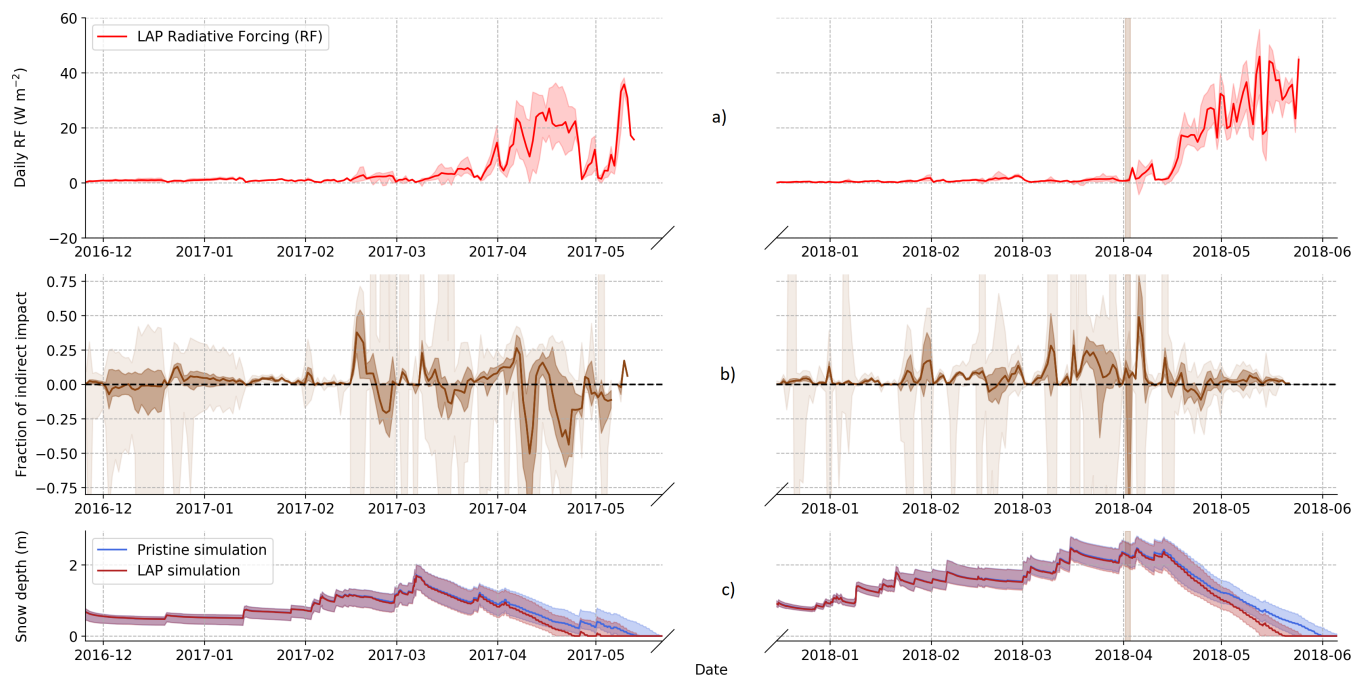 60
40
20
0
−20
Daily RF (W m⁻²)
LAP Radiative Forcing (RF)
2016-12 2017-01 2017-02 2017-03 2017-04 2017-05
a)
2018-01 2018-02 2018-03 2018-04 2018-05 2018-06
0.75
0.50
0.25
0.00
−0.25
−0.50
−0.75
Fraction of indirect impact
2016-12 2017-01 2017-02 2017-03 2017-04 2017-05
b)
2018-01 2018-02 2018-03 2018-04 2018-05 2018-06
2
0
Snow depth (m)
Pristine simulation
LAP simulation
2016-12 2017-01 2017-02 2017-03 2017-04 2017-05
c)
2018-01 2018-02 2018-03 2018-04 2018-05 2018-06
Date